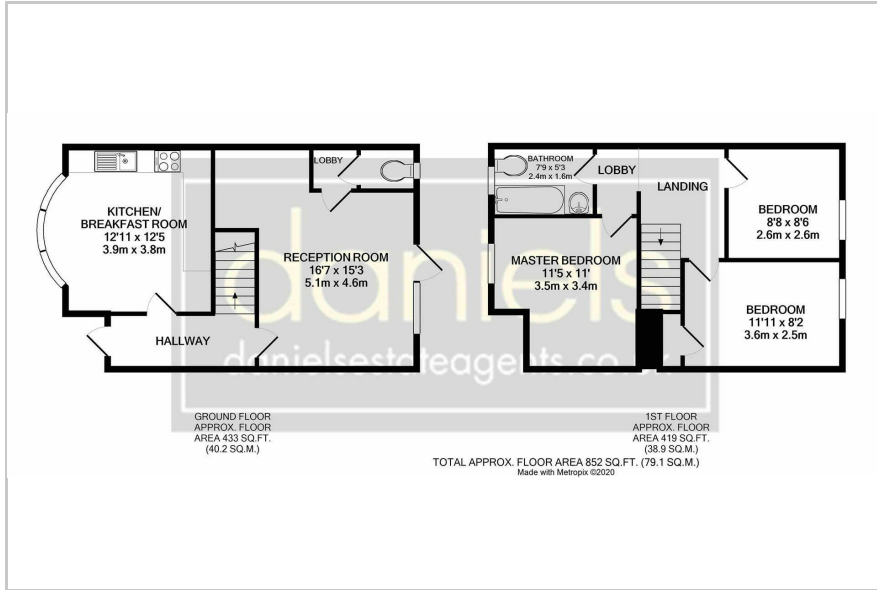 KITCHEN/
BREAKFAST ROOM
12'11 x 12'5
3.9m x 3.8m
HALLWAY
LOBBY
RECEPTION ROOM
16'7 x 15'3
5.1m x 4.6m
BATHROOM
7'9 x 5'3
2.4m x 1.6m
LOBBY
LANDING
MASTER BEDROOM
11'5 x 11'
3.5m x 3.4m
BEDROOM
8'8 x 8'6
2.6m x 2.6m
BEDROOM
11'11 x 8'2
3.6m x 2.5m
daniels
GROUND FLOOR
APPROX. FLOOR
AREA 433 SQ.FT.
(40.2 SQ.M.)
1ST FLOOR
APPROX. FLOOR
AREA 419 SQ.FT.
(38.9 SQ.M.)
TOTAL APPROX. FLOOR AREA 852 SQ.FT. (79.1 SQ.M.)
Made with Metropix ©2020